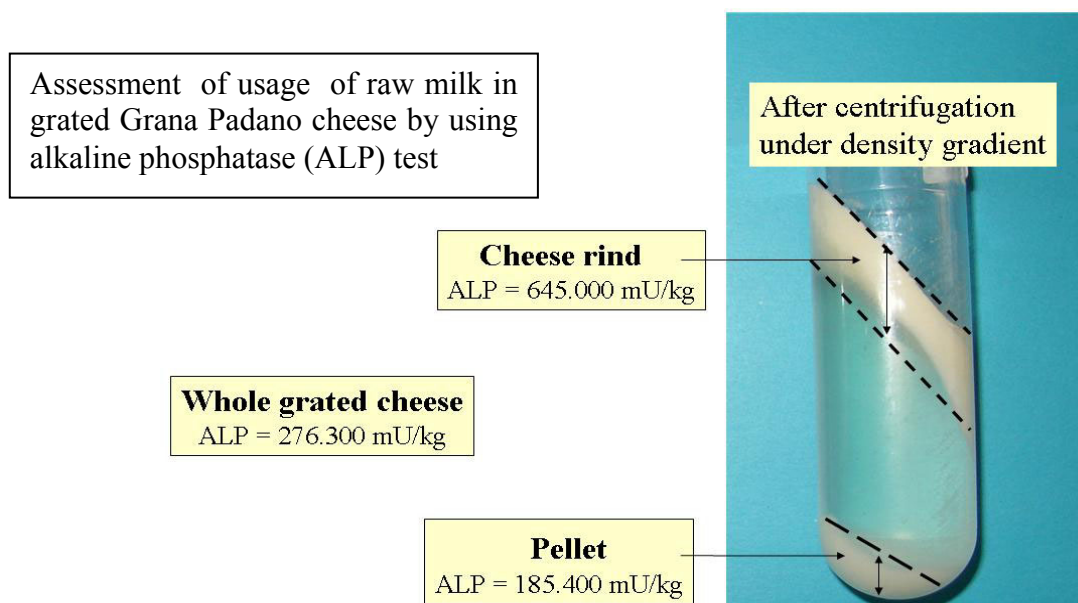 Assessment of usage of raw milk in
grated Grana Padano cheese by using
alkaline phosphatase (ALP) test
After centrifugation
under density gradient
Cheese rind
ALP = 645.000 mU/kg
Whole grated cheese
ALP = 276.300 mU/kg
Pellet
ALP = 185.400 mU/kg